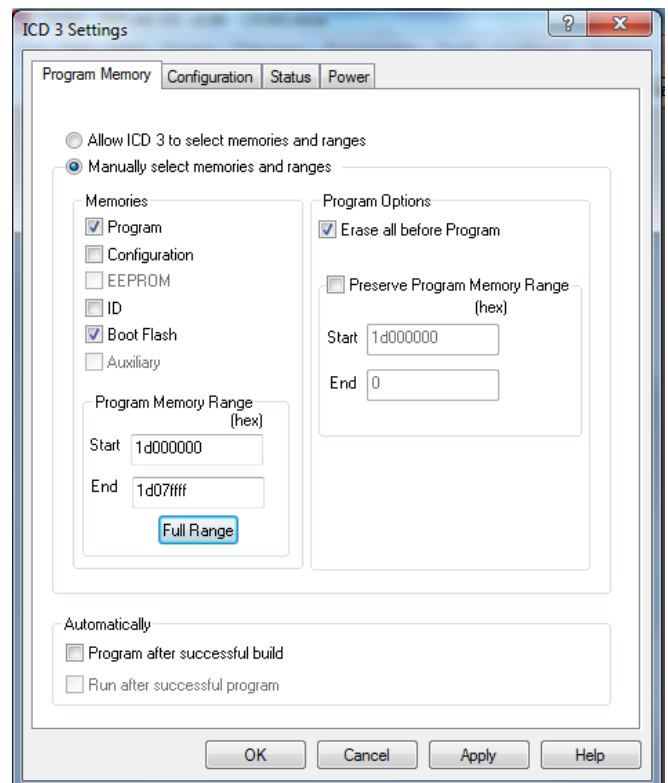 ICD 3 Settings
Program Memory Configuration Status Power
Allow ICD 3 to select memories and ranges
Manually select memories and ranges
Memories
Program
Configuration
EEPROM
ID
Boot Flash
Auxiliary
Program Memory Range
(hex)
Start 1d000000
End 1d07ffff
Full Range
Program Options
Erase all before Program
Preserve Program Memory Range
(hex)
Start 1d000000
End 0
Automatically
Program after successful build
Run after successful program
OK Cancel Apply Help